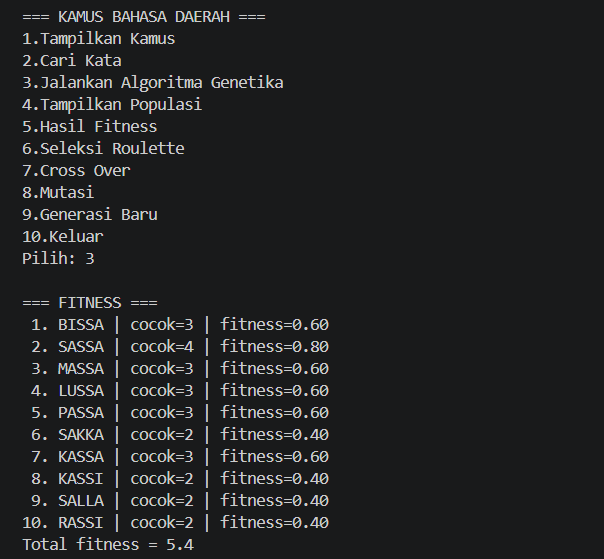 === KAMUS BAHASA DAERAH ===
1.Tampilkan Kamus
2.Cari Kata
3.Jalankan Algoritma Genetika
4.Tampilkan Populasi
5.Hasil Fitness
6.Seleksi Roulette
7.Cross Over
8.Mutasi
9.Generasi Baru
10.Keluar
Pilih: 3

=== FITNESS ===
 1. BISSA | cocok=3 | fitness=0.60
 2. SASSA | cocok=4 | fitness=0.80
 3. MASSA | cocok=3 | fitness=0.60
 4. LUSSA | cocok=3 | fitness=0.60
 5. PASSA | cocok=3 | fitness=0.60
 6. SAKKA | cocok=2 | fitness=0.40
 7. KASSA | cocok=3 | fitness=0.60
 8. KASSI | cocok=2 | fitness=0.40
 9. SALLA | cocok=2 | fitness=0.40
10. RASSI | cocok=2 | fitness=0.40
Total fitness = 5.4